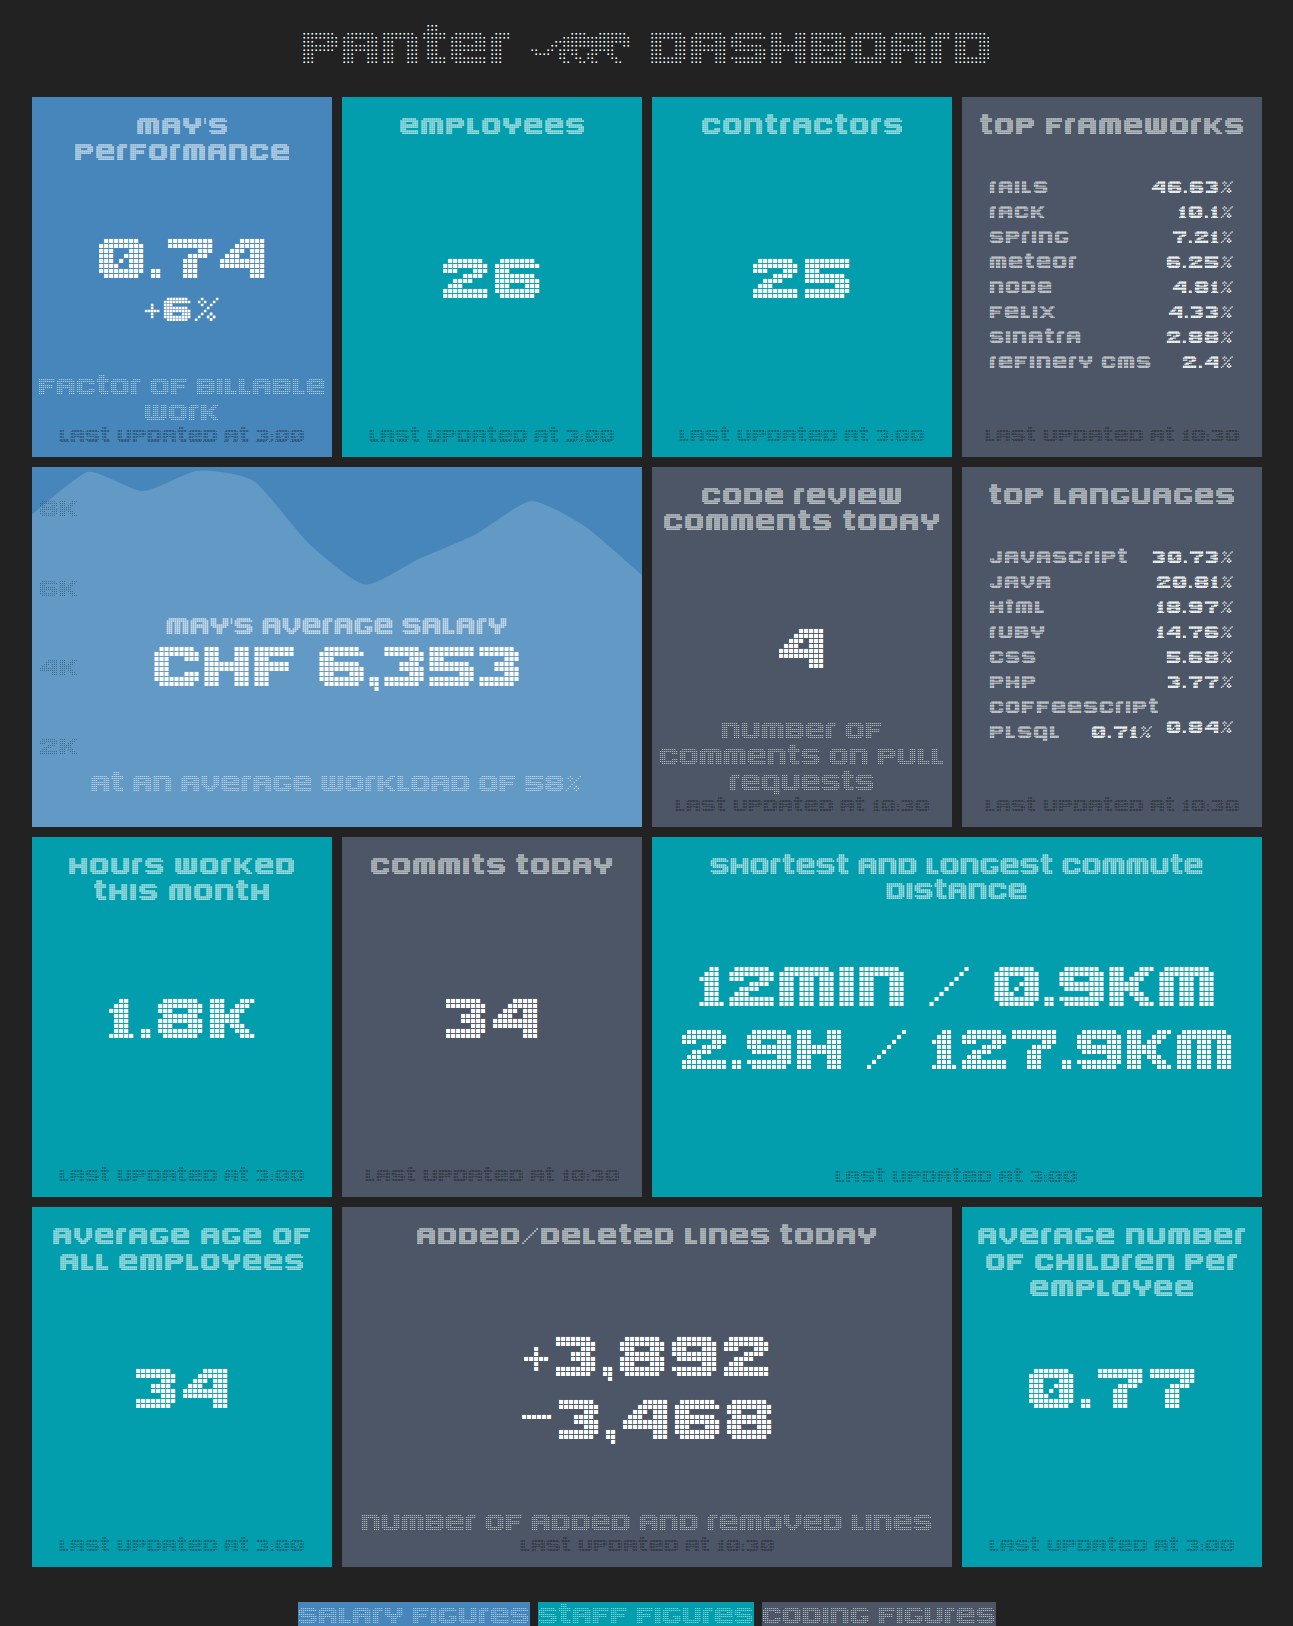 Panter DASHBOARD
MAY'S
PERFORMANCE
0.74
+6%
FACTOR OF BILLABLE
WORK
LAST UPDATED AT 3:00
EMPLOYEES
26
LAST UPDATED AT 3:00
CONTRACTORS
25
LAST UPDATED AT 3:00
TOP FRAMEWORKS
RAILS 46.63%
RACK 10.1%
SPRING 7.21%
METEOR 6.25%
NODE 4.81%
FELIX 4.33%
SINATRA 2.88%
REFINERY CMS 2.4%
LAST UPDATED AT 10:30
8K
6K
4K
2K
MAY'S AVERAGE SALARY
CHF 6,353
AT AN AVERAGE WORKLOAD OF 58%
CODE REVIEW
COMMENTS TODAY
4
NUMBER OF
COMMENTS ON PULL
REQUESTS
LAST UPDATED AT 10:30
TOP LANGUAGES
JAVASCRIPT 30.73%
JAVA 20.81%
HTML 18.97%
RUBY 14.76%
CSS 5.68%
PHP 3.77%
COFFEESCRIPT 0.84%
PLSQL 0.71%
LAST UPDATED AT 10:30
HOURS WORKED
THIS MONTH
1.8K
LAST UPDATED AT 3:00
COMMITS TODAY
34
LAST UPDATED AT 10:30
SHORTEST AND LONGEST COMMUTE
DISTANCE
12MIN / 0.9KM
2.9H / 127.9KM
LAST UPDATED AT 3:00
AVERAGE AGE OF
ALL EMPLOYEES
34
LAST UPDATED AT 3:00
ADDED/DELETED LINES TODAY
+3,892
-3,468
NUMBER OF ADDED AND REMOVED LINES
LAST UPDATED AT 10:30
AVERAGE NUMBER
OF CHILDREN PER
EMPLOYEE
0.77
LAST UPDATED AT 3:00
SALARY FIGURES STAFF FIGURES CODING FIGURES